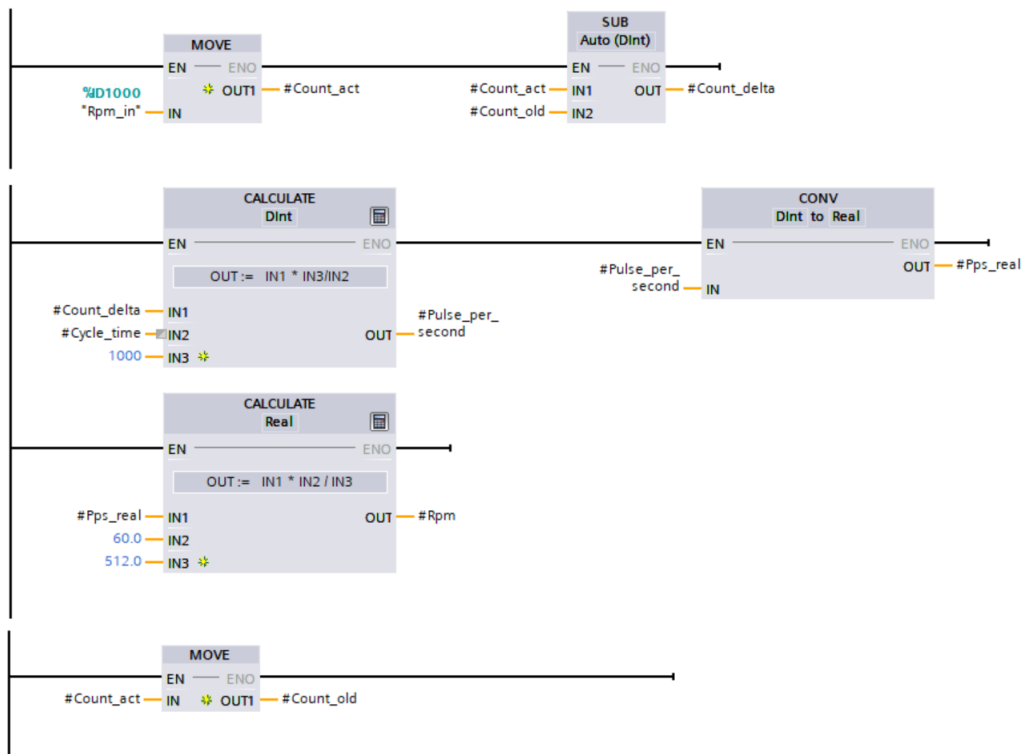 MOVE
EN ENO
%ID1000
"Rpm_in" IN
OUT1 #Count_act
SUB
Auto (DInt)
EN ENO
#Count_act IN1 OUT #Count_delta
#Count_old IN2
CALCULATE
DInt
EN ENO
OUT := IN1 * IN3/IN2
#Count_delta IN1
#Cycle_time IN2
1000 IN3
OUT #Pulse_per_
second
CONV
DInt to Real
EN ENO
#Pulse_per_
second IN
OUT #Pps_real
CALCULATE
Real
EN ENO
OUT := IN1 * IN2 / IN3
#Pps_real IN1 OUT #Rpm
60.0 IN2
512.0 IN3
MOVE
EN ENO
#Count_act IN OUT1 #Count_old